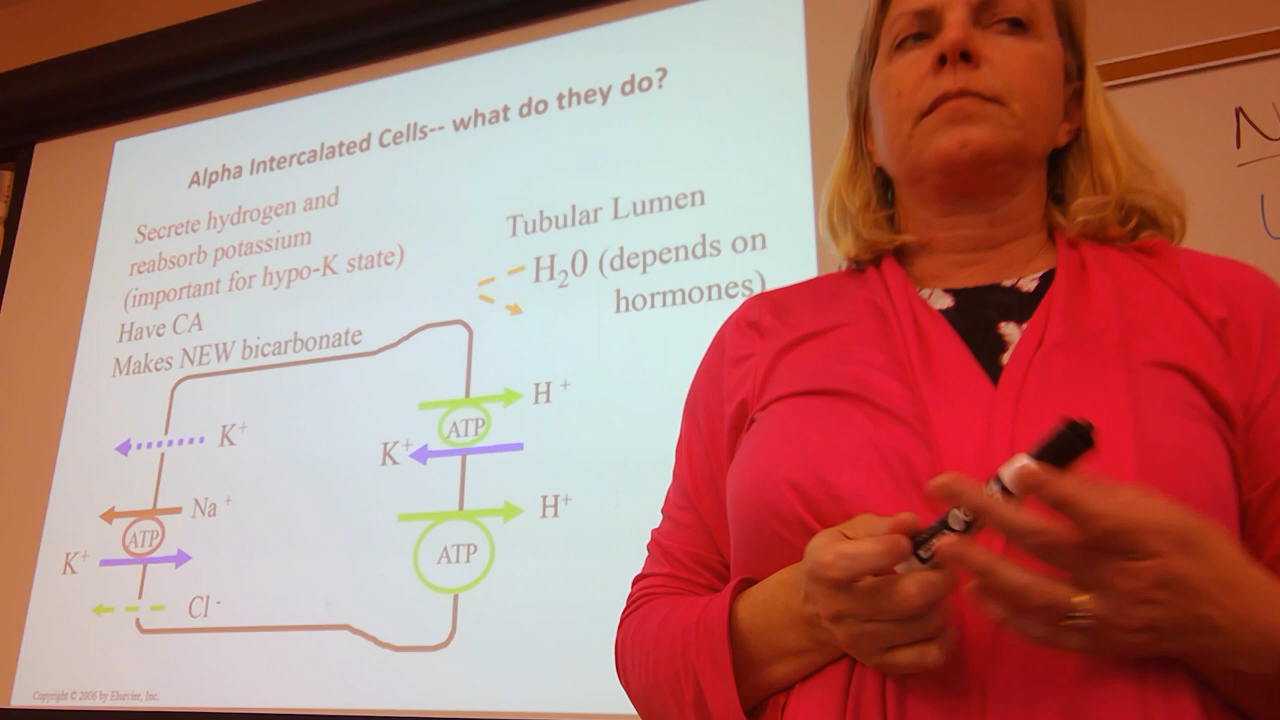 Alpha Intercalated Cells-- what do they do?
Secrete hydrogen and
reabsorb potassium
(important for hypo-K state)
Have CA
Makes NEW bicarbonate
Tubular Lumen
H₂0 (depends on
hormones)
H⁺
ATP
K⁺
K⁺
Na⁺
ATP
K⁺
Cl⁻
H⁺
ATP
Copyright © 2006 by Elsevier, Inc.
N